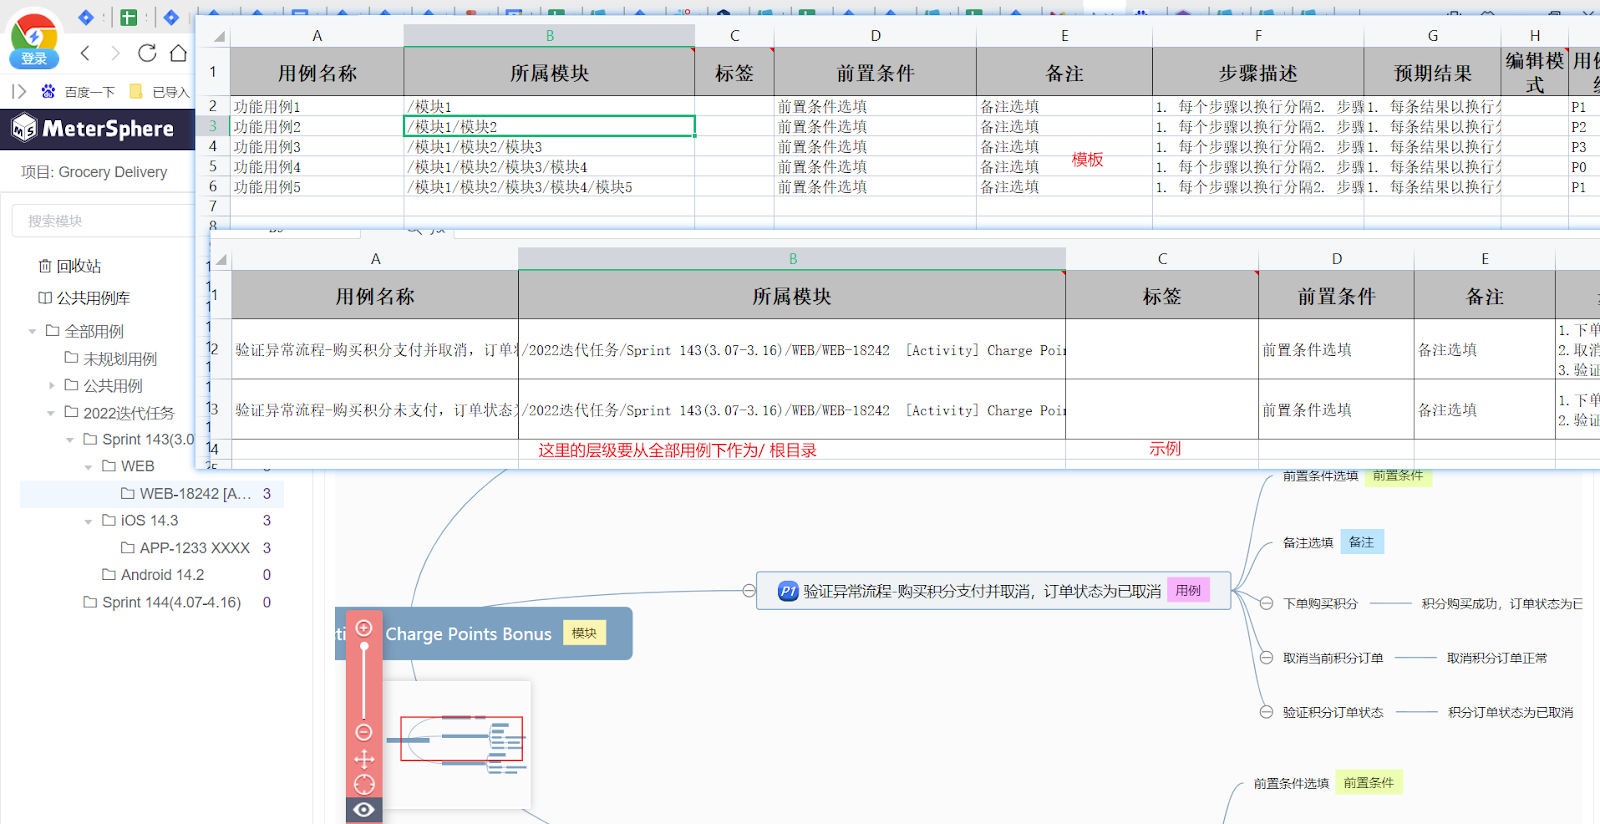 登录
百度一下
已导入
MeterSphere
项目: Grocery Delivery
搜索模块
回收站
公共用例库
全部用例
未规划用例
公共用例
2022迭代任务
Sprint 143(3.0
WEB
WEB-18242 [A... 3
iOS 14.3 3
APP-1233 XXXX 3
Android 14.2 0
Sprint 144(4.07-4.16) 0
A B C D E F G H
1 用例名称 所属模块 标签 前置条件 备注 步骤描述 预期结果 编辑模式
2 功能用例1 /模块1 前置条件选填 备注选填 1. 每个步骤以换行分隔2. 步骤 1. 每条结果以换行 P1
3 功能用例2 /模块1/模块2 前置条件选填 备注选填 1. 每个步骤以换行分隔2. 步骤 1. 每条结果以换行 P2
4 功能用例3 /模块1/模块2/模块3 前置条件选填 备注选填 1. 每个步骤以换行分隔2. 步骤 1. 每条结果以换行 P3
5 功能用例4 /模块1/模块2/模块3/模块4 前置条件选填 备注选填 1. 每个步骤以换行分隔2. 步骤 1. 每条结果以换行 P0
6 功能用例5 /模块1/模块2/模块3/模块4/模块5 前置条件选填 备注选填 1. 每个步骤以换行分隔2. 步骤 1. 每条结果以换行 P1
7
8
模板
A B C D E
1 用例名称 所属模块 标签 前置条件 备注
2 验证异常流程-购买积分支付并取消，订单 /2022迭代任务/Sprint 143(3.07-3.16)/WEB/WEB-18242 [Activity] Charge Poi 前置条件选填 备注选填 1.下单
2.取消
3.验证
3 验证异常流程-购买积分未支付，订单状态 /2022迭代任务/Sprint 143(3.07-3.16)/WEB/WEB-18242 [Activity] Charge Poi 前置条件选填 备注选填 1.下单
2.验证
4 这里的层级要从全部用例下作为/ 根目录 示例
前置条件选填 前置条件
备注选填 备注
P1 验证异常流程-购买积分支付并取消，订单状态为已取消 用例
下单购买积分 积分购买成功，订单状态为已
Charge Points Bonus 模块
取消当前积分订单 取消积分订单正常
验证积分订单状态 积分订单状态为已取消
前置条件选填 前置条件